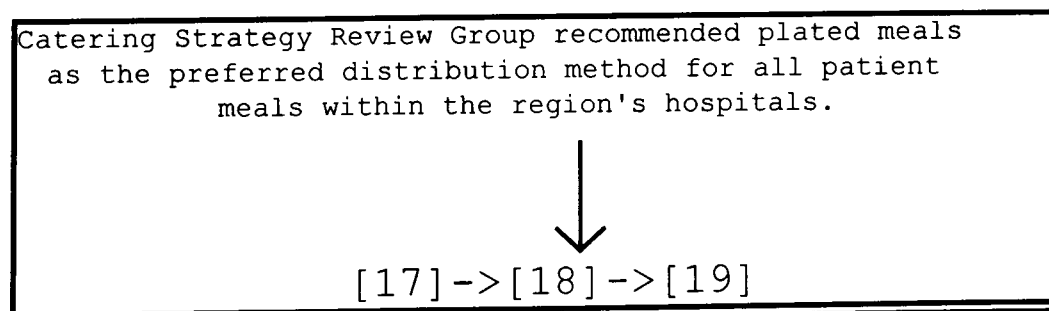 Catering Strategy Review Group recommended plated meals
as the preferred distribution method for all patient
meals within the region's hospitals.
[17]->[18]->[19]